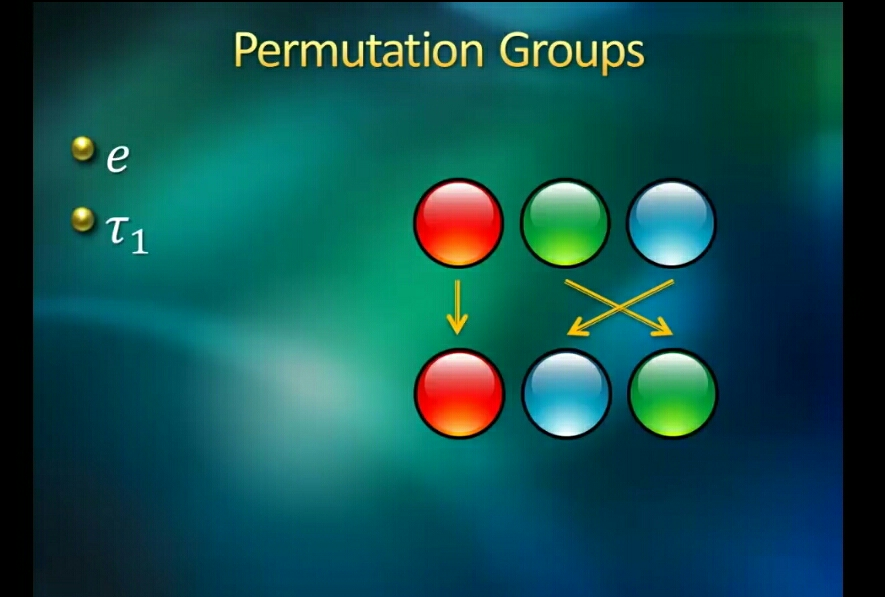 Permutation Groups
e
τ₁